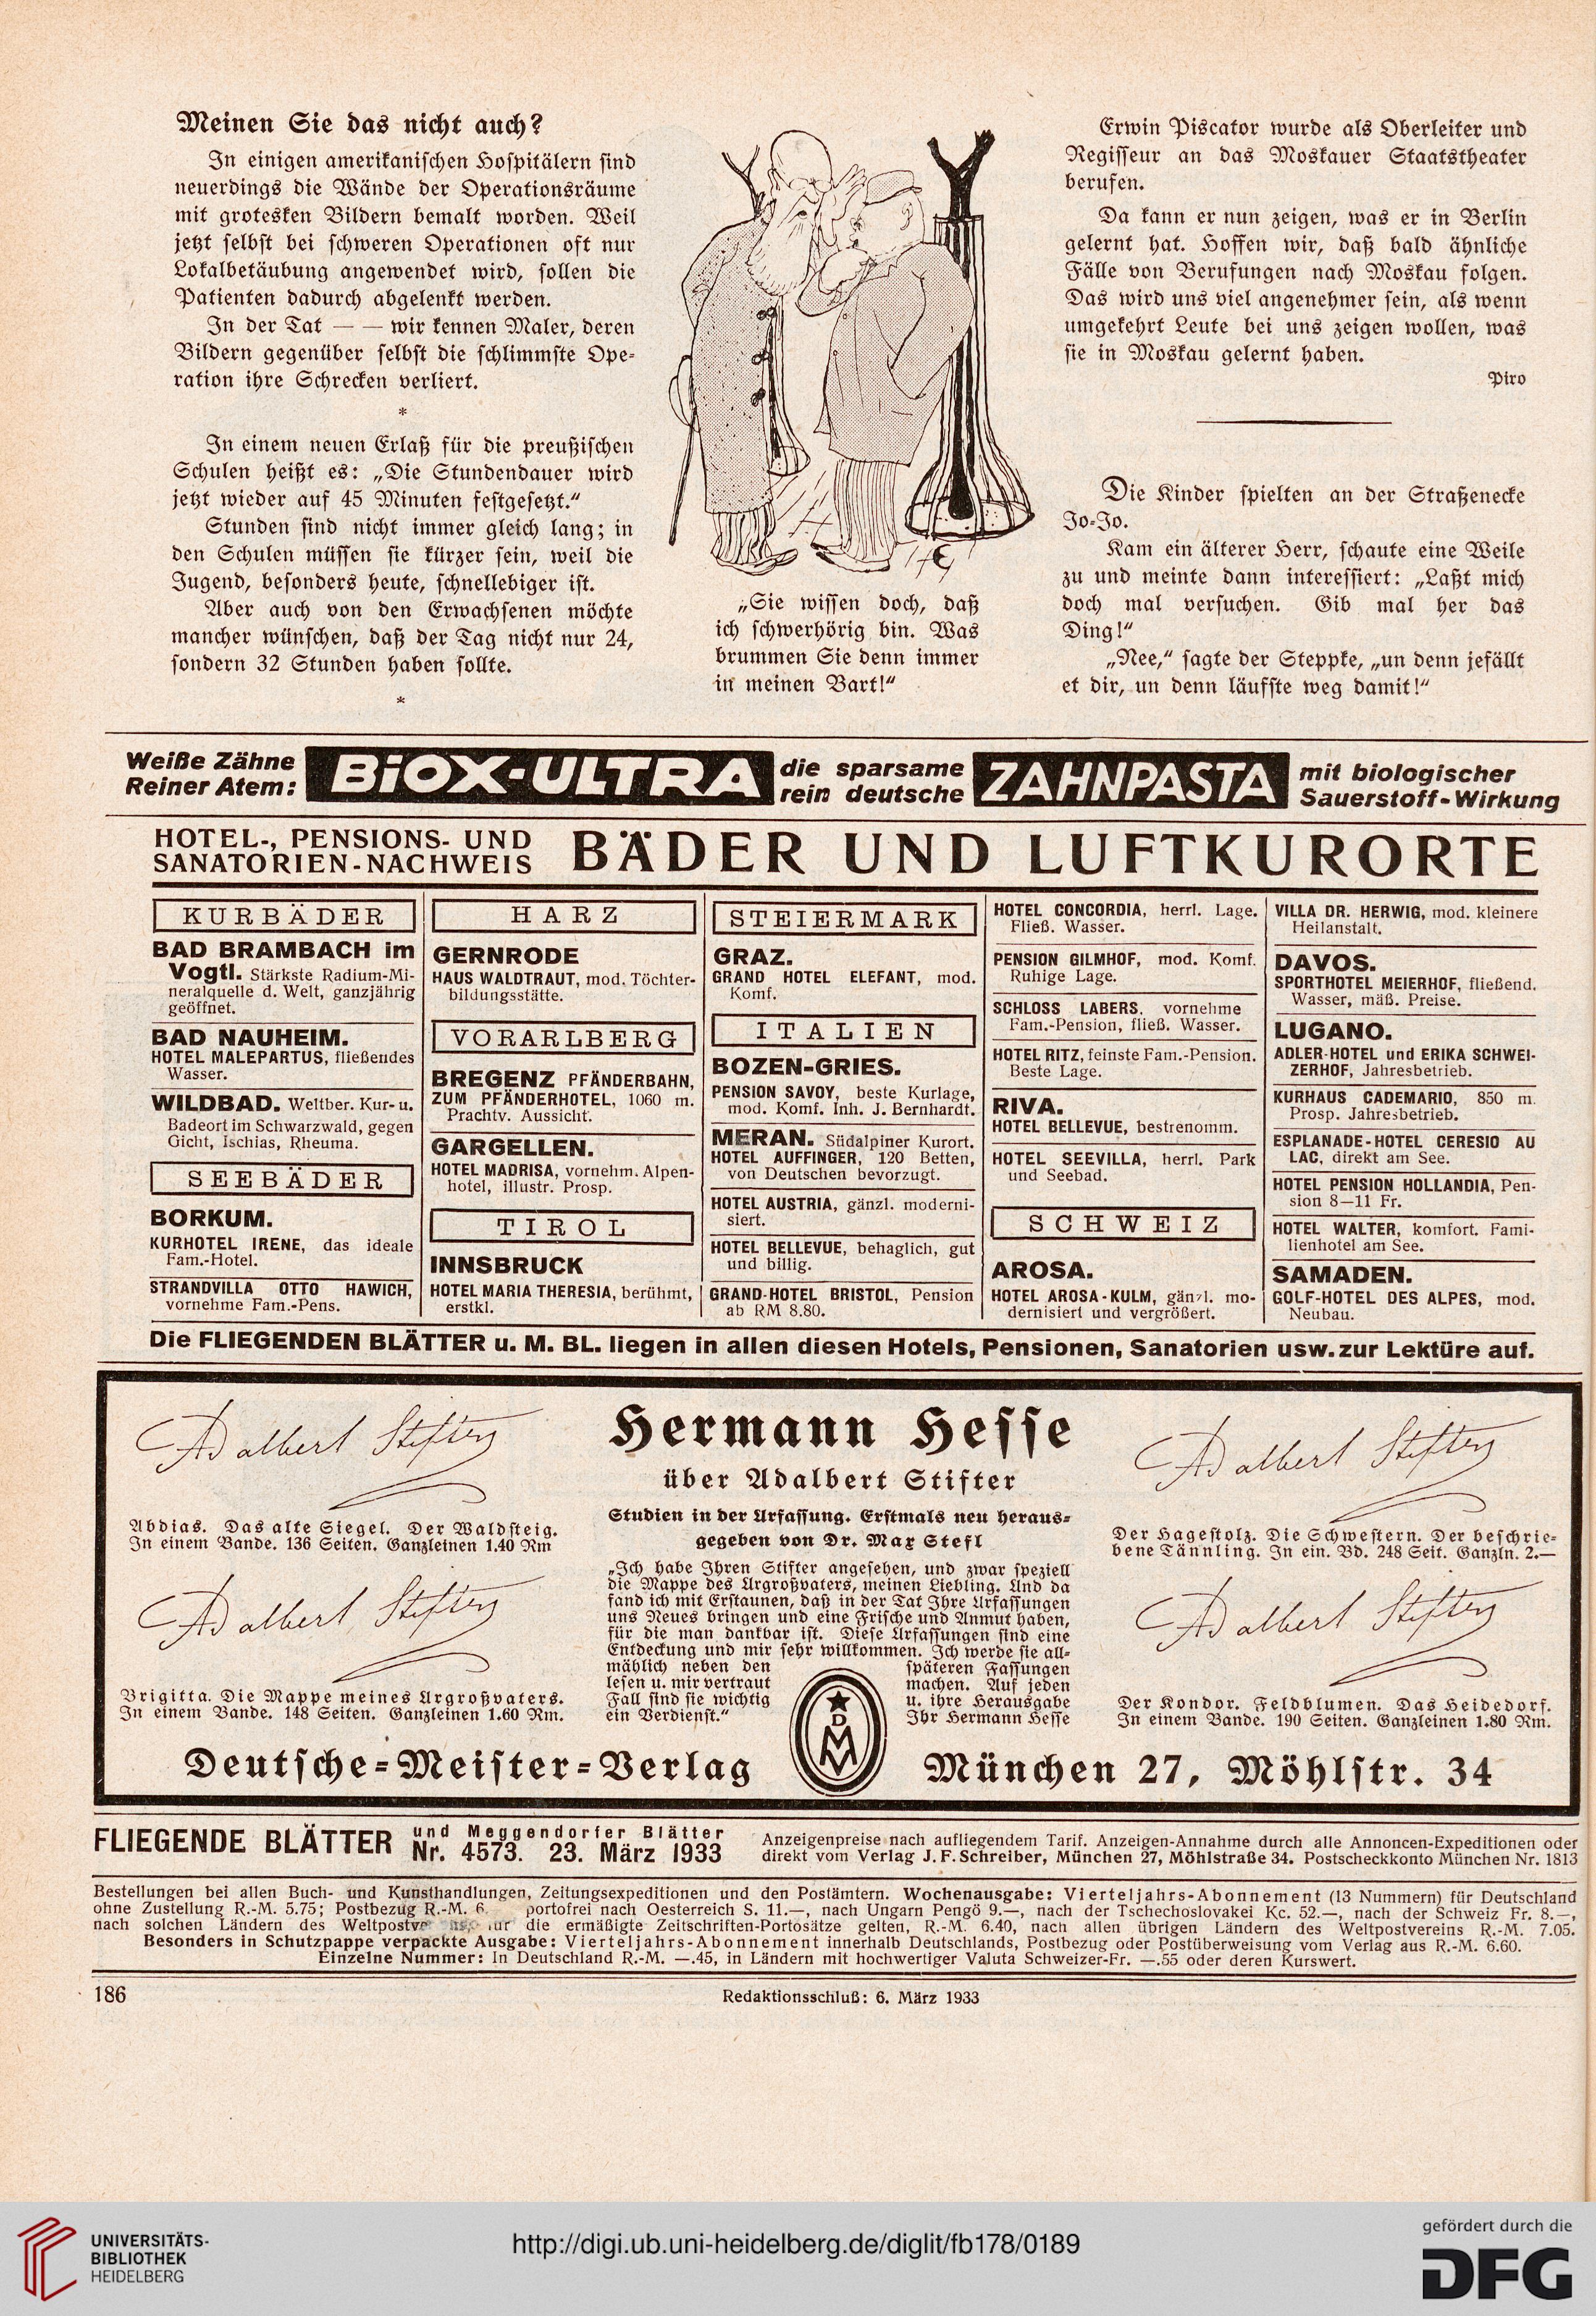 Meinen Sie das nicht auch?
In einigen amerikanischen Hospitälern sind
neuerdings die Wände der Operationsräume
mit grotesken Bildern bemalt worden. Weil
jetzt selbst bei schweren Operationen oft nur
Lokalbetäubung angewendet wird, sollen die
Patienten dadurch abgelenkt werden.
In der Tat — — wir kennen Maler, deren
Bildern gegenüber selbst die schlimmste Ope-
ration ihre Schrecken verliert.
*
In einem neuen Erlaß für die preußischen
Schulen heißt es: „Die Stundendauer wird
jetzt wieder auf 45 Minuten festgesetzt.“
Stunden sind nicht immer gleich lang; in
den Schulen müssen sie kürzer sein, weil die
Jugend, besonders heute, schnellebiger ist.
Aber auch von den Erwachsenen möchte
mancher wünschen, daß der Tag nicht nur 24,
sondern 32 Stunden haben sollte.
*
„Sie wissen doch, daß
ich schwerhörig bin. Was
brummen Sie denn immer
in meinen Bart!“
Erwin Piscator wurde als Oberleiter und
Regisseur an das Moskauer Staatstheater
berufen.
Da kann er nun zeigen, was er in Berlin
gelernt hat. Hoffen wir, daß bald ähnliche
Fälle von Berufungen nach Moskau folgen.
Das wird uns viel angenehmer sein, als wenn
umgekehrt Leute bei uns zeigen wollen, was
sie in Moskau gelernt haben.
Piro
Die Kinder spielten an der Straßenecke
Jo-Jo.
Kam ein älterer Herr, schaute eine Weile
zu und meinte dann interessiert: „Laßt mich
doch mal versuchen. Gib mal her das
Ding!“
„Nee,“ sagte der Steppke, „un denn jefällt
et dir, un denn läufste weg damit!“
Weiße Zähne
Reiner Atem:
BiOX-ULTRA
die sparsame
rein deutsche
ZAHNPASTA
mit biologischer
Sauerstoff-Wirkung
HOTEL-, PENSIONS- UND
SANATORIEN-NACHWEIS
BÄDER UND LUFTKURORTE
KURBÄDER
BAD BRAMBACH im
Vogtl. Stärkste Radium-Mi-
neralquelle d. Welt, ganzjährig
geöffnet.
BAD NAUHEIM.
HOTEL MALEPARTUS, fließendes
Wasser.
WILDBAD. Weltber. Kur- u.
Badeort im Schwarzwald, gegen
Gicht, Ischias, Rheuma.
SEEBÄDER
BORKUM.
KURHOTEL IRENE, das ideale
Fam.-Hotel.
STRANDVILLA OTTO HAWICH,
vornehme Fam.-Pens.
HARZ
GERNRODE
HAUS WALDTRAUT, mod. Töchter-
bildungsstätte.
VORARLBERG
BREGENZ PFÄNDERBAHN,
ZUM PFÄNDERHOTEL, 1060 m.
Prachtv. Aussicht.
GARGELLEN.
HOTEL MADRISA, vornehm. Alpen-
hotel, illustr. Prosp.
TIROL
INNSBRUCK
HOTEL MARIA THERESIA, berühmt,
erstkl.
STEIERMARK
GRAZ.
GRAND HOTEL ELEFANT, mod.
Komf.
ITALIEN
BOZEN-GRIES.
PENSION SAVOY, beste Kurlage,
mod. Komf. Inh. J. Bernhardt.
MERAN. Südalpiner Kurort.
HOTEL AUFFINGER, 120 Betten,
von Deutschen bevorzugt.
HOTEL AUSTRIA, gänzl. moderni-
siert.
HOTEL BELLEVUE, behaglich, gut
und billig.
GRAND-HOTEL BRISTOL, Pension
ab RM 8.80.
HOTEL CONCORDIA, herrl. Lage.
Fließ. Wasser.
PENSION GILMHOF, mod. Komf.
Ruhige Lage.
SCHLOSS LABERS, vornehme
Fam.-Pension, fließ. Wasser.
HOTEL RITZ, feinste Fam.-Pension.
Beste Lage.
RIVA.
HOTEL BELLEVUE, bestrenomm.
HOTEL SEEVILLA, herrl. Park
und Seebad.
SCHWEIZ
AROSA.
HOTEL AROSA-KULM, gänzl. mo-
dernisiert und vergrößert.
VILLA DR. HERWIG, mod. kleinere
Heilanstalt.
DAVOS.
SPORTHOTEL MEIERHOF, fließend.
Wasser, mäß. Preise.
LUGANO.
ADLER-HOTEL und ERIKA SCHWEI-
ZERHOF, Jahresbetrieb.
KURHAUS CADEMARIO, 850 m.
Prosp. Jahresbetrieb.
ESPLANADE-HOTEL CERESIO AU
LAC, direkt am See.
HOTEL PENSION HOLLANDIA, Pen-
sion 8—11 Fr.
HOTEL WALTER, komfort. Fami-
lienhotel am See.
SAMADEN.
GOLF-HOTEL DES ALPES, mod.
Neubau.
Die FLIEGENDEN BLÄTTER u. M. BL. liegen in allen diesen Hotels, Pensionen, Sanatorien usw. zur Lektüre auf.
Adalbert Stifter
Abdias. Das alte Siegel. Der Waldsteig.
In einem Bande. 136 Seiten. Ganzleinen 1.40 Rm
Adalbert Stifter
Brigitta. Die Mappe meines Urgroßvaters.
In einem Bande. 148 Seiten. Ganzleinen 1.60 Rm.
Hermann Hesse
über Adalbert Stifter
Studien in der Urfassung. Erstmals neu heraus-
gegeben von Dr. Max Stefl
„Ich habe Ihren Stifter angesehen, und zwar speziell
die Mappe des Urgroßvaters, meinen Liebling. Und da
fand ich mit Erstaunen, daß in der Tat Ihre Urfassungen
uns Neues bringen und eine Frische und Anmut haben,
für die man dankbar ist. Diese Urfassungen sind eine
Entdeckung und mir sehr willkommen. Ich werde sie all-
mählich neben den späteren Fassungen
lesen u. mir vertraut machen. Auf jeden
Fall sind sie wichtig u. ihre Herausgabe
ein Verdienst.“ Ihr Hermann Hesse
Adalbert Stifter
Der Hagestolz. Die Schwestern. Der beschrie-
bene Tännling. In ein. Bd. 248 Seit. Ganzln. 2.—
Adalbert Stifter
Der Kondor. Feldblumen. Das Heidedorf.
In einem Bande. 190 Seiten. Ganzleinen 1.80 Rm.
Deutsche-Meister-Verlag
DMV
München 27, Möhlstr. 34
FLIEGENDE BLÄTTER
und Meggendorfer Blätter
Nr. 4573. 23. März 1933
Anzeigenpreise nach aufliegendem Tarif. Anzeigen-Annahme durch alle Annoncen-Expeditionen oder
direkt vom Verlag J. F. Schreiber, München 27, Möhlstraße 34. Postscheckkonto München Nr. 1813
Bestellungen bei allen Buch- und Kunsthandlungen, Zeitungsexpeditionen und den Postämtern. Wochenausgabe: Vierteljahrs-Abonnement (13 Nummern) für Deutschland
ohne Zustellung R.-M. 5.75; Postbezug R.-M. 6. portofrei nach Oesterreich S. 11.—, nach Ungarn Pengö 9.—, nach der Tschechoslovakei Kc. 52.—, nach der Schweiz Fr. 8.—,
nach solchen Ländern des für die ermäßigte Zeitschriften-Portosätze gelten, R.-M. 6.40, nach allen übrigen Ländern des Weltpostvereins R.-M. 7.05.
Besonders in Schutzpappe verpackte Ausgabe: Vierteljahrs-Abonnement innerhalb Deutschlands, Postbezug oder Postüberweisung vom Verlag aus R.-M. 6.60.
Einzelne Nummer: In Deutschland R.-M. —.45, in Ländern mit hochwertiger Valuta Schweizer-Fr. —.55 oder deren Kurswert.
186
Redaktionsschluß: 6. März 1933
UNIVERSITÄTS-
BIBLIOTHEK
HEIDELBERG
http://digi.ub.uni-heidelberg.de/diglit/fb178/0189
gefördert durch die
DFG